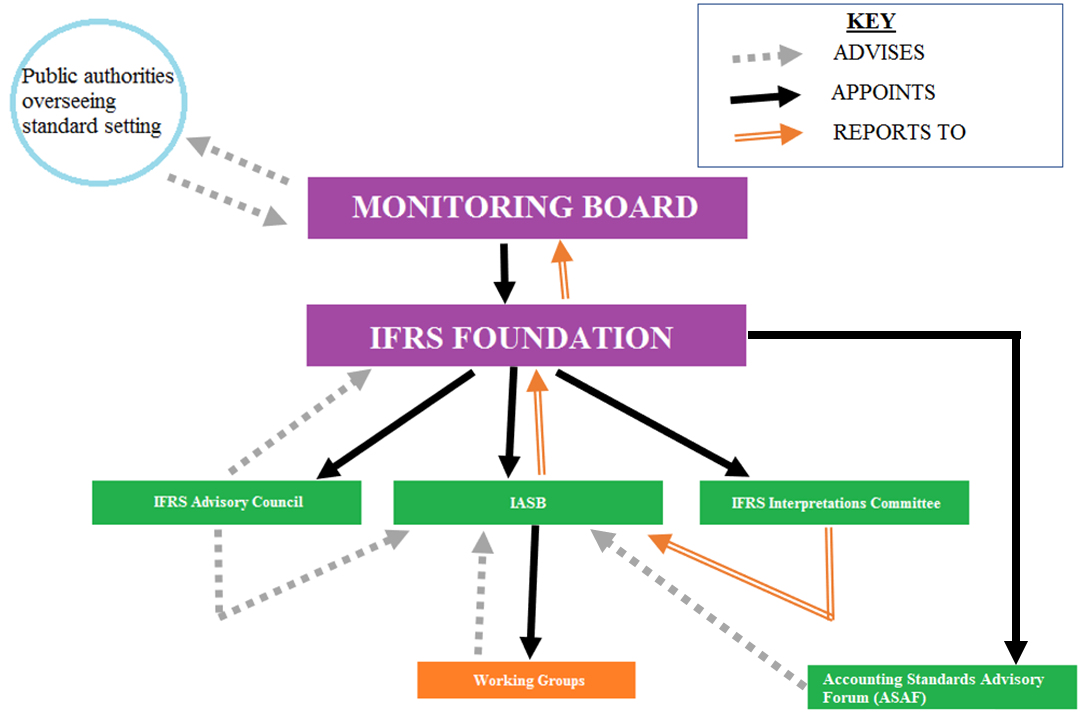 KEY
ADVISES
APPOINTS
REPORTS TO
Public authorities
overseeing
standard setting
MONITORING BOARD
IFRS FOUNDATION
IFRS Advisory Council
IASB
IFRS Interpretations Committee
Working Groups
Accounting Standards Advisory
Forum (ASAF)